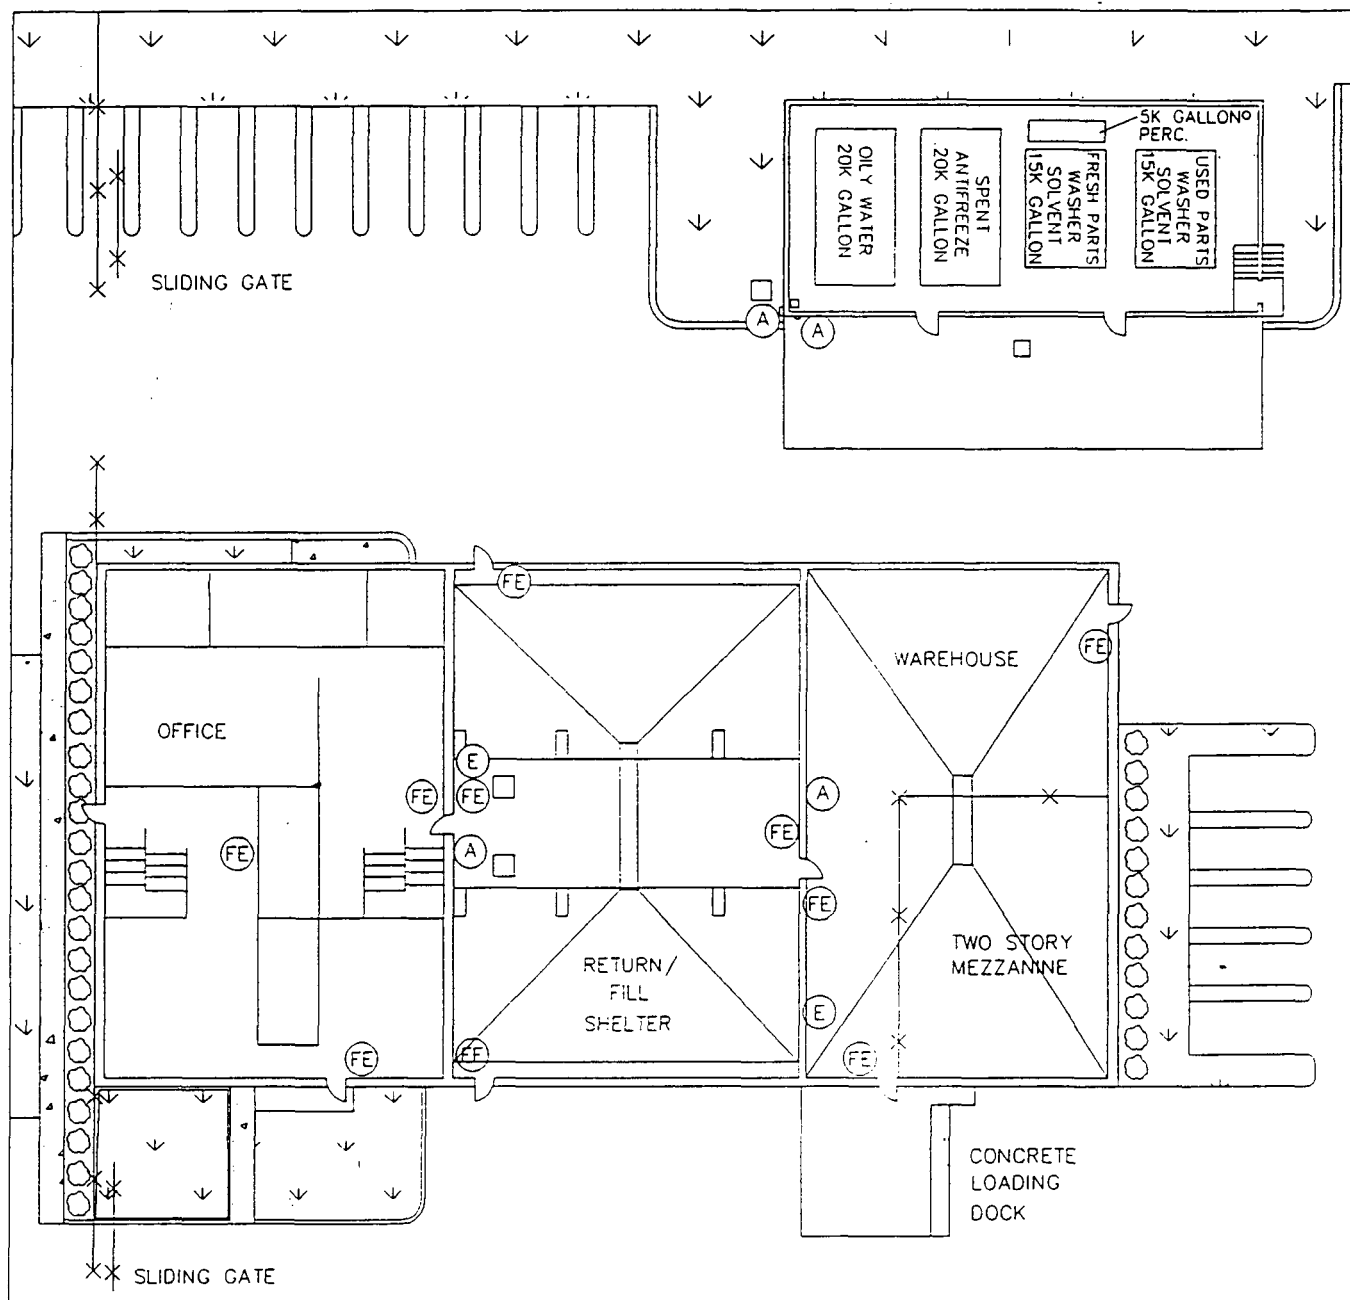 5K GALLON
PERC.
OILY WATER
20K GALLON
SPENT
ANTIFREEZE
20K GALLON
FRESH PARTS
WASHER
SOLVENT
15K GALLON
USED PARTS
WASHER
SOLVENT
15K GALLON
SLIDING GATE
A
A
FE
WAREHOUSE
FE
OFFICE
E
FE
FE
A
FE
A
FE
FE
TWO STORY
MEZZANINE
RETURN/
FILL
SHELTER
E
FE
FE
FE
CONCRETE
LOADING
DOCK
SLIDING GATE